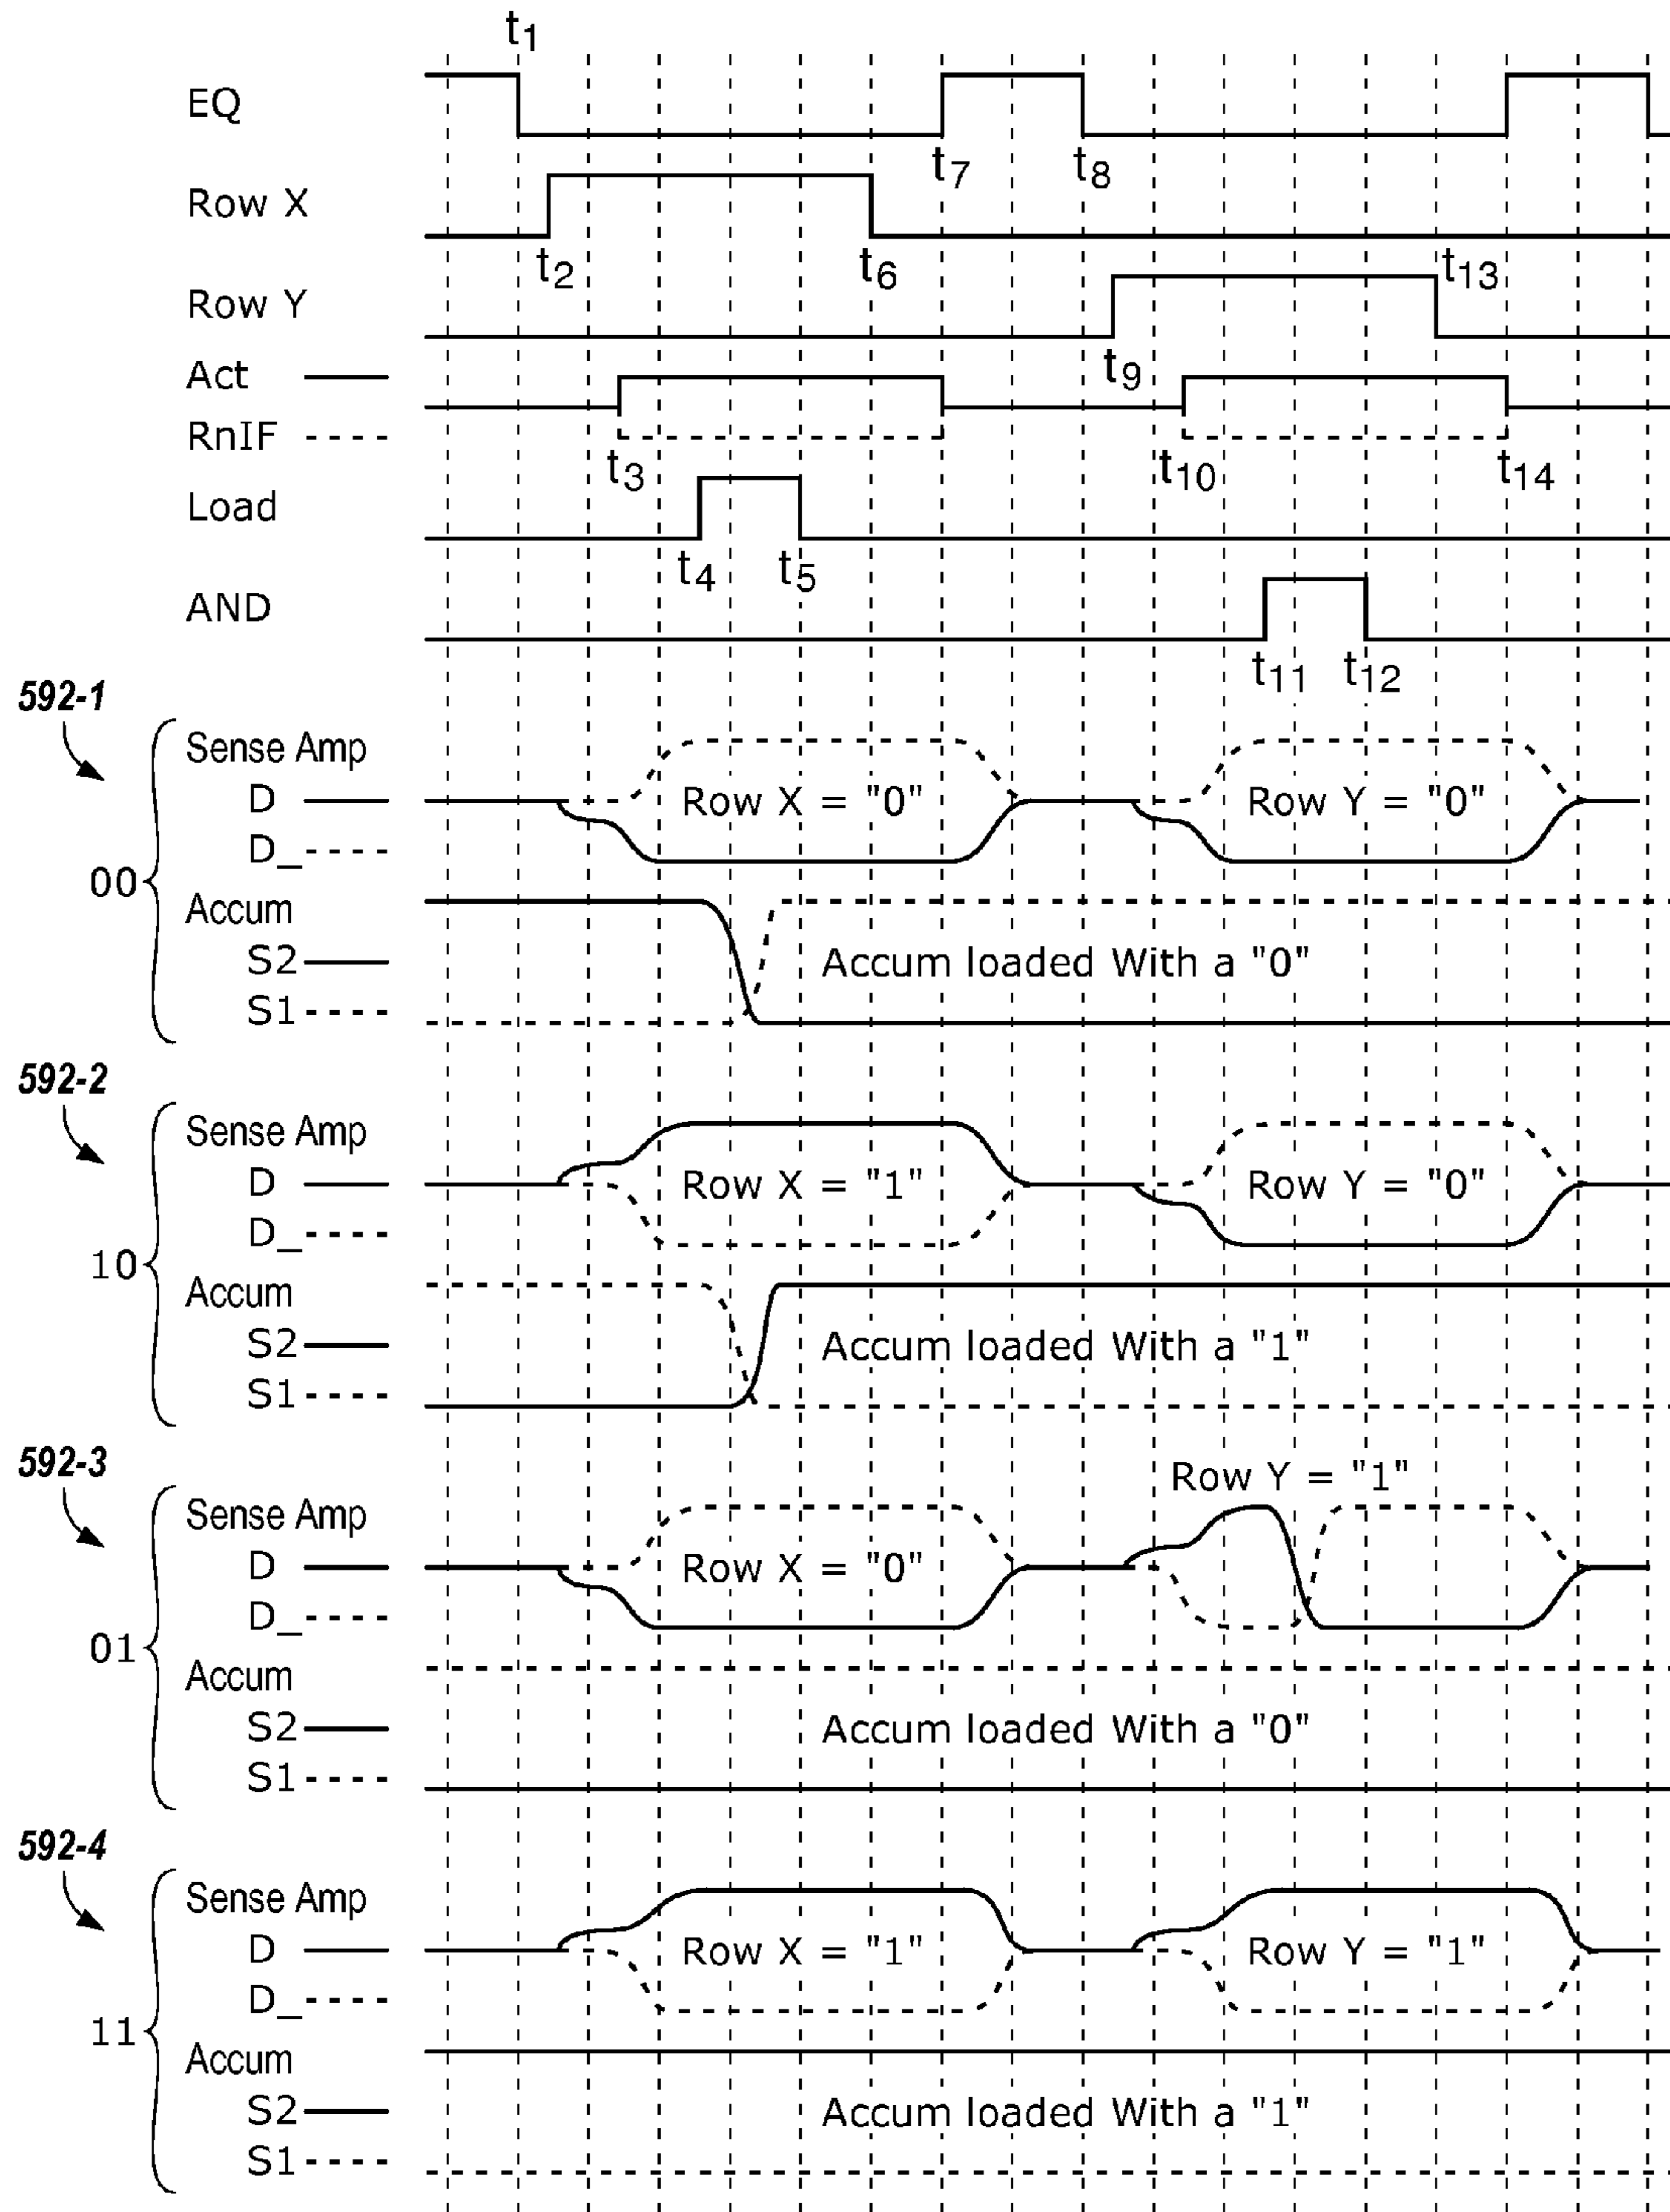 t1
EQ
t7 t8
Row X
t2 t6 t13
Row Y
t9
Act
RnIF
t3 t10 t14
Load
t4 t5
AND
t11 t12
592-1
Sense Amp
D Row X = "0" Row Y = "0"
D_
00
Accum
S2 Accum loaded With a "0"
S1
592-2
Sense Amp
D Row X = "1" Row Y = "0"
D_
10
Accum
S2 Accum loaded With a "1"
S1
592-3
Row Y = "1"
Sense Amp
D Row X = "0"
D_
01
Accum
S2 Accum loaded With a "0"
S1
592-4
Sense Amp
D Row X = "1" Row Y = "1"
D_
11
Accum
S2 Accum loaded With a "1"
S1